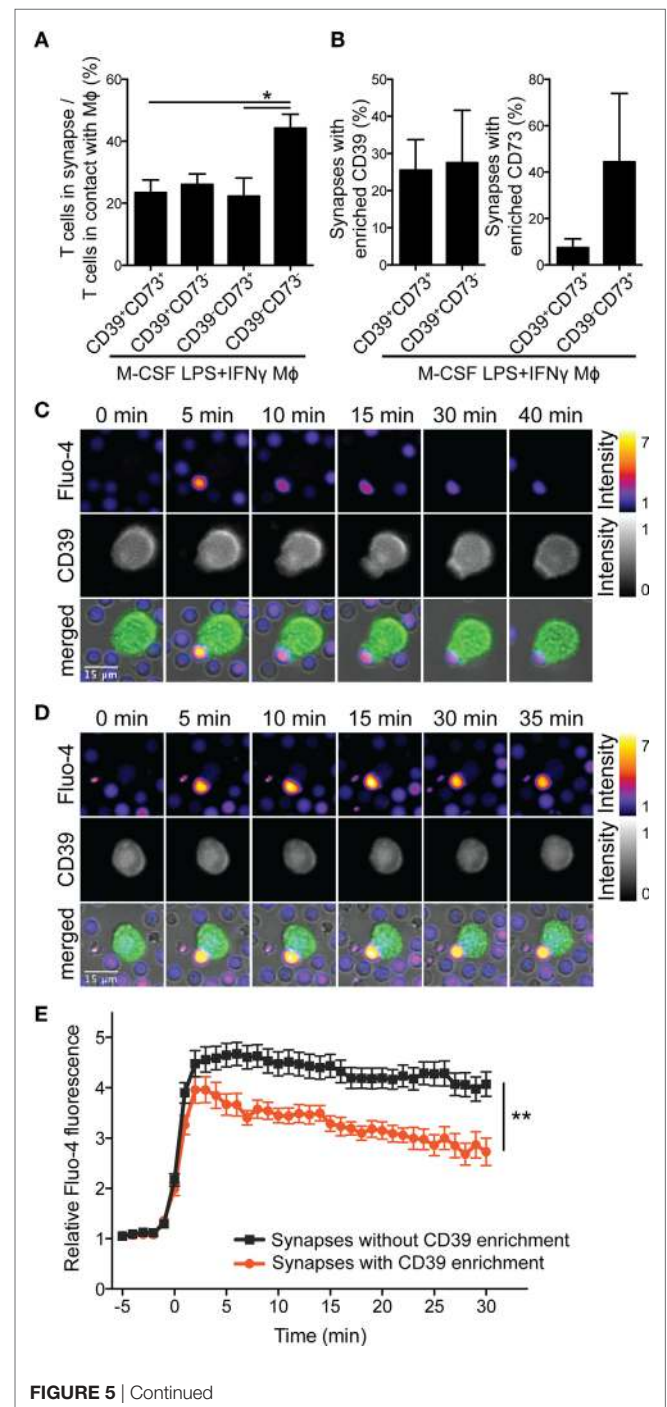 A
T cells in synapse /
T cells in contact with Mϕ (%)
60
40
20
0
*
CD39⁺CD73⁺
CD39⁺CD73⁻
CD39⁻CD73⁺
CD39⁻CD73⁻
M-CSF LPS+IFNγ Mϕ
B
Synapses with
enriched CD39 (%)
50
40
30
20
10
0
CD39⁺CD73⁺
CD39⁺CD73⁻
Synapses with
enriched CD73 (%)
80
60
40
20
0
CD39⁺CD73⁺
CD39⁻CD73⁺
M-CSF LPS+IFNγ Mϕ
C
0 min 5 min 10 min 15 min 30 min 40 min
Fluo-4
Intensity
7
1
CD39
Intensity
1
0
merged
15 µm
D
0 min 5 min 10 min 15 min 30 min 35 min
Fluo-4
Intensity
7
1
CD39
Intensity
1
0
merged
15 µm
E
Relative Fluo-4 fluorescence
5
4
3
2
1
0
**
Synapses without CD39 enrichment
Synapses with CD39 enrichment
-5 0 5 10 15 20 25 30
Time (min)
FIGURE 5 | Continued